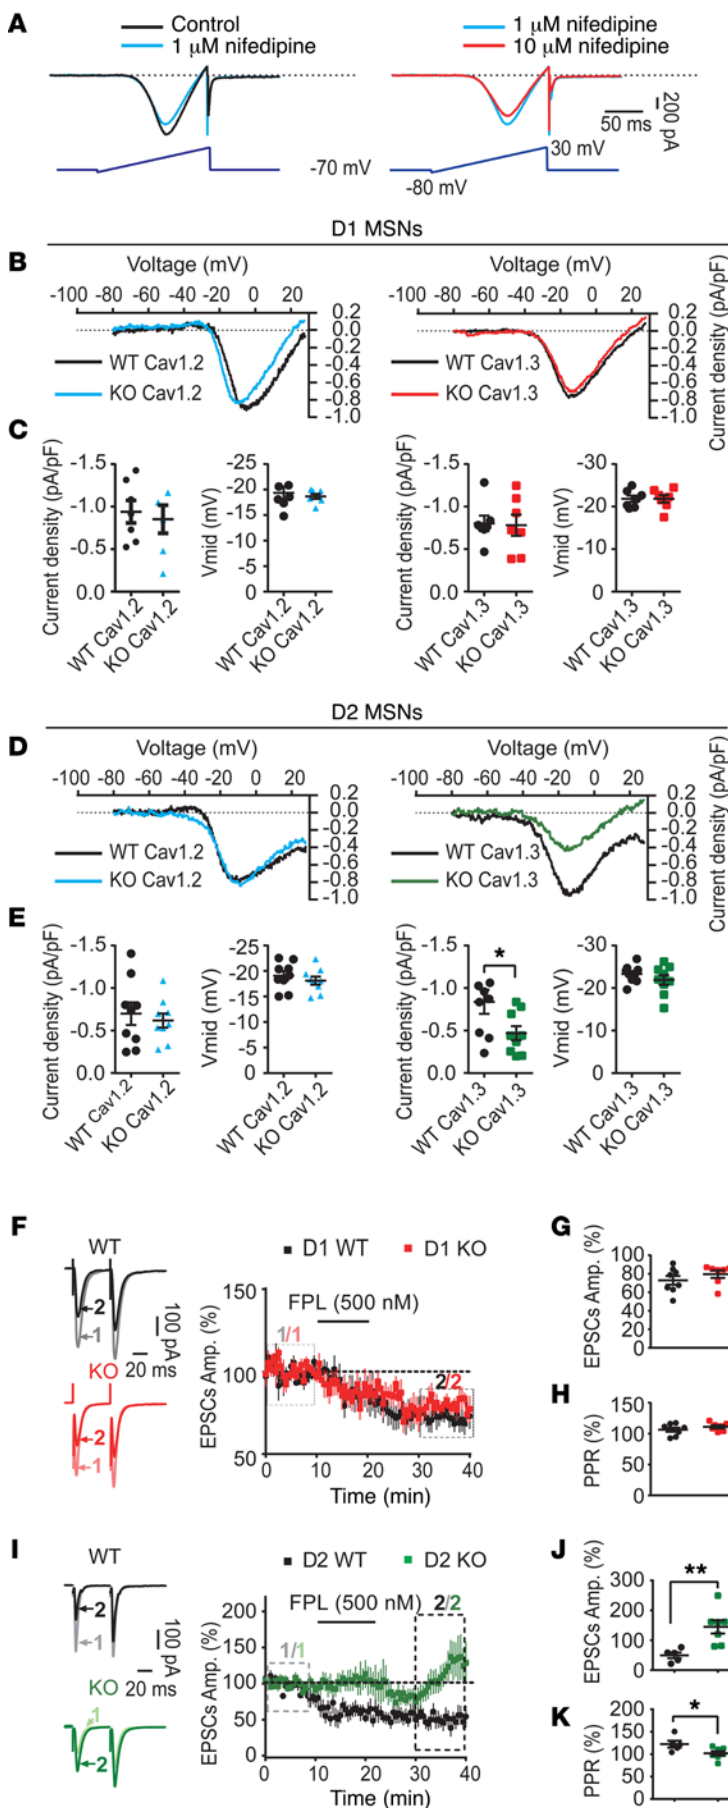 A
Control
1 µM nifedipine
1 µM nifedipine
10 µM nifedipine
50 ms
200 pA
-70 mV
30 mV
-80 mV
D1 MSNs
B
Voltage (mV)
-100 -60 -40 -20 0 20
0.2
0.0
-0.2
-0.4
-0.6
-0.8
-1.0
WT Cav1.2
KO Cav1.2
Voltage (mV)
-100 -60 -40 -20 0 20
0.2
0.0
-0.2
-0.4
-0.6
-0.8
-1.0
Current density (pA/pF)
WT Cav1.3
KO Cav1.3
C
Current density (pA/pF)
-1.5
-1.0
-0.5
0.0
WT Cav1.2
KO Cav1.2
Vmid (mV)
-25
-20
-15
-10
-5
0
WT Cav1.2
KO Cav1.2
Current density (pA/pF)
-1.5
-1.0
-0.5
0.0
WT Cav1.3
KO Cav1.3
Vmid (mV)
-30
-20
-10
0
WT Cav1.3
KO Cav1.3
D2 MSNs
D
Voltage (mV)
-100 -60 -40 -20 0 20
0.2
0.0
-0.2
-0.4
-0.6
-0.8
-1.0
WT Cav1.2
KO Cav1.2
Voltage (mV)
-100 -60 -40 -20 0 20
0.2
0.0
-0.2
-0.4
-0.6
-0.8
-1.0
Current density (pA/pF)
WT Cav1.3
KO Cav1.3
E
Current density (pA/pF)
-1.5
-1.0
-0.5
0.0
WT Cav1.2
KO Cav1.2
Vmid (mV)
-25
-20
-15
-10
-5
0
WT Cav1.2
KO Cav1.2
Current density (pA/pF)
-1.5
-1.0
-0.5
0.0
*
WT Cav1.3
KO Cav1.3
Vmid (mV)
-30
-20
-10
0
WT Cav1.3
KO Cav1.3
F
WT
2
1
100 pA
20 ms
KO
2
1
D1 WT
D1 KO
EPSCs Amp. (%)
150
100
50
FPL (500 nM)
1/1
2/2
0 10 20 30 40
Time (min)
G
EPSCs Amp. (%)
100
80
60
40
20
0
H
PPR (%)
150
100
50
0
I
WT
2
1
100 pA
20 ms
KO
1
2
D2 WT
D2 KO
EPSCs Amp. (%)
200
150
100
50
0
FPL (500 nM)
1/1
2/2
0 10 20 30 40
Time (min)
J
EPSCs Amp. (%)
300
200
100
0
**
K
PPR (%)
200
150
100
50
0
*